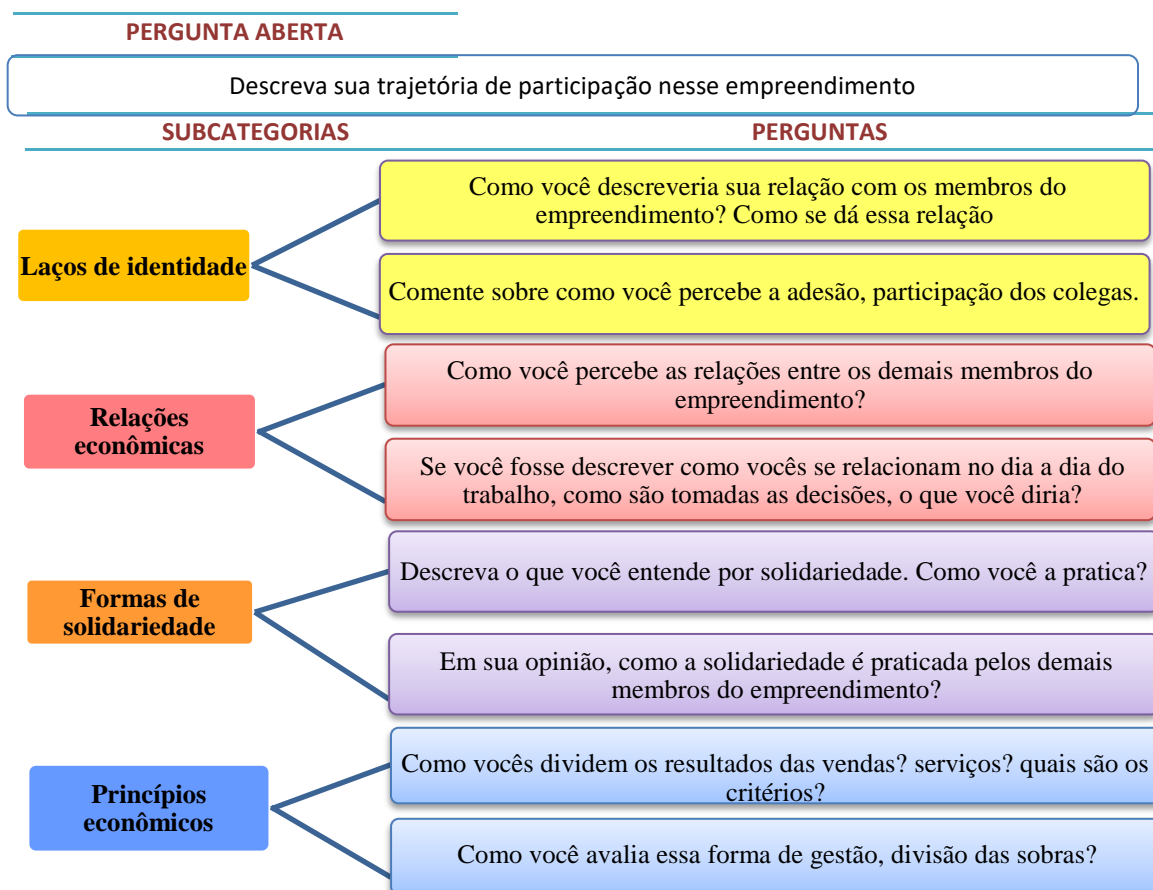 PERGUNTA ABERTA
Descreva sua trajetória de participação nesse empreendimento
SUBCATEGORIAS
PERGUNTAS
Laços de identidade
Como você descreveria sua relação com os membros do
empreendimento? Como se dá essa relação
Comente sobre como você percebe a adesão, participação dos colegas.
Relações
econômicas
Como você percebe as relações entre os demais membros do
empreendimento?
Se você fosse descrever como vocês se relacionam no dia a dia do
trabalho, como são tomadas as decisões, o que você diria?
Formas de
solidariedade
Descreva o que você entende por solidariedade. Como você a pratica?
Em sua opinião, como a solidariedade é praticada pelos demais
membros do empreendimento?
Princípios
econômicos
Como vocês dividem os resultados das vendas? serviços? quais são os
critérios?
Como você avalia essa forma de gestão, divisão das sobras?